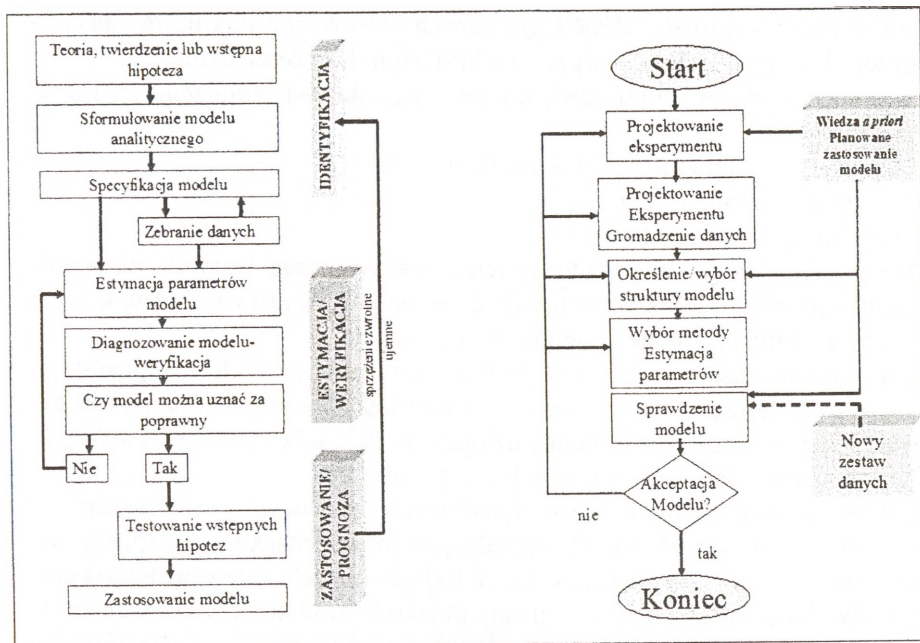 Teoria, twierdzenie lub wstępna
hipoteza
Sformułowanie modelu
analitycznego
Specyfikacja modelu
Zebranie danych
Estymacja parametrów
modelu
Diagnozowanie modelu-
weryfikacja
Czy model można uznać za
poprawny
Nie
Tak
Testowanie wstępnych
hipotez
Zastosowanie modelu
IDENTYFIKACJA
ESTYMACJA/
WERYFIKACJA
ZASTOSOWANIE/
PROGNOZA
sprzężenie zwrotne
ujemne
Start
Projektowanie
eksperymentu
Wiedza a priori
Planowane
zastosowanie
modelu
Projektowanie
Eksperymentu
Gromadzenie danych
Określenie/wybór
struktury modelu
Wybór metody
Estymacja
parametrów
Sprawdzenie
modelu
Nowy
zestaw
danych
Akceptacja
Modelu?
nie
tak
Koniec